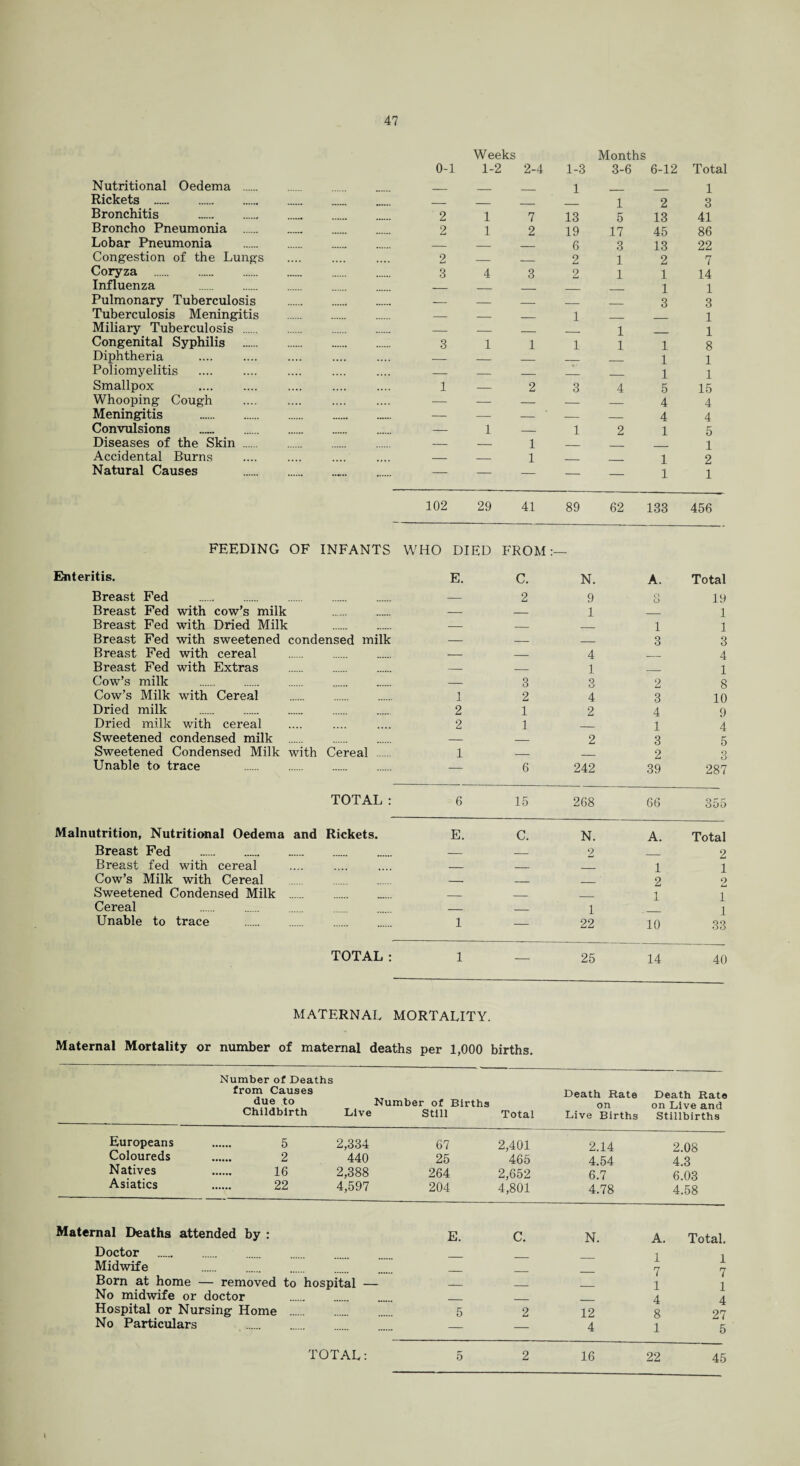 47
Weeks Months
0-1 1-2 2-4 1-3 3-6 6-12 Total
Nutritional Oedema ...... — — — 1 — — 1
Rickets ...... — — — — 1 2 3
Bronchitis ...... 2 1 7 13 5 13 41
Broncho Pneumonia ...... 2 1 2 19 17 45 86
Lobar Pneumonia ...... — — — 6 3 13 22
Congestion of the Lungs .... 2 — — 2 1 2 7
Coryza ...... 3 4 3 2 1 1 14
Influenza ...... — — — — — 1 1
Pulmonary Tuberculosis ...... — — — — — 3 3
Tuberculosis Meningitis ...... — — — 1 — — 1
Miliary Tuberculosis ...... — — — — 1 — 1
Congenital Syphilis ...... 3 1 1 1 1 1 8
Diphtheria .... — — — — — 1 1
Poliomyelitis .... — — — — — 1 1
Smallpox .... 1 — 2 3 4 5 15
Whooping Cough .... — — — — — 4 4
Meningitis ...... — — — — — 4 4
Convulsions ...... — 1 — 1 2 1 5
Diseases of the Skin ...... — — 1 — — — 1
Accidental Burns .... — — 1 — — 1 2
Natural Causes ...... — — — — — 1 1
102 29 41 89 62 133 456
FEEDING OF INFANTS WHO DIED FROM:—
Enteritis. E. C. N. A. Total
Breast Fed ...... — 2 9 8 19
Breast Fed with cow's milk ...... — — 1 — 1
Breast Fed with Dried Milk ...... — — — 1 1
Breast Fed with sweetened condensed milk — — — 3 3
Breast Fed with cereal ...... — — 4 — 4
Breast Fed with Extras ...... — — 1 — 1
Cow's milk ...... — 3 3 2 8
Cow's Milk with Cereal ...... 1 2 4 3 10
Dried milk ...... 2 1 2 4 9
Dried milk with cereal .... 2 1 — 1 4
Sweetened condensed milk ...... — — 2 3 5
Sweetened Condensed Milk with Cereal ...... 1 — — 2 3
Unable to trace ...... — 6 242 39 287
TOTAL : 6 15 268 66 355
Malnutrition, Nutritional Oedema and Rickets. E. C. N. A. Total
Breast Fed ...... — — 2 — 2
Breast fed with cereal .... — — — 1 1
Cow's Milk with Cereal ...... — — — 2 2
Sweetened Condensed Milk ...... — — — 1 1
Cereal ...... — — 1 — 1
Unable to trace ...... 1 — 22 10 33
TOTAL : 1 — 25 14 40
MATERNAL MORTALITY.
Maternal Mortality or number of maternal deaths per 1,000 births.
Number of Deaths
from Causes Death Rate Death Rate
due to Number of Births on on Live and
Childbirth Live Still Total Live Births Stillbirths
Europeans ...... 5 2,334 67 2,401 2.14 2.08
Coloureds ...... 2 440 25 465 4.54 4.3
Natives ...... 16 2,388 264 2,652 6.7 6.03
Asiatics ...... 22 4,597 204 4,801 4.78 4.58
Maternal Deaths attended by : E. C. N. A. Total.
Doctor ...... — — — 1 1
Midwife ...... — — — 7 7
Born at home — removed to hospital — — — — 1 1
No midwife or doctor ...... — — — 4 4
Hospital or Nursing Home ...... 5 2 12 8 27
No Particulars ...... — — 4 1 5
TOTAL: 5 2 16 22 45